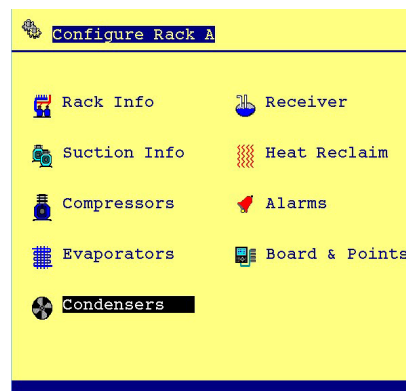 Configure Rack A
Rack Info
Receiver
Suction Info
Heat Reclaim
Compressors
Alarms
Evaporators
Board & Points
Condensers